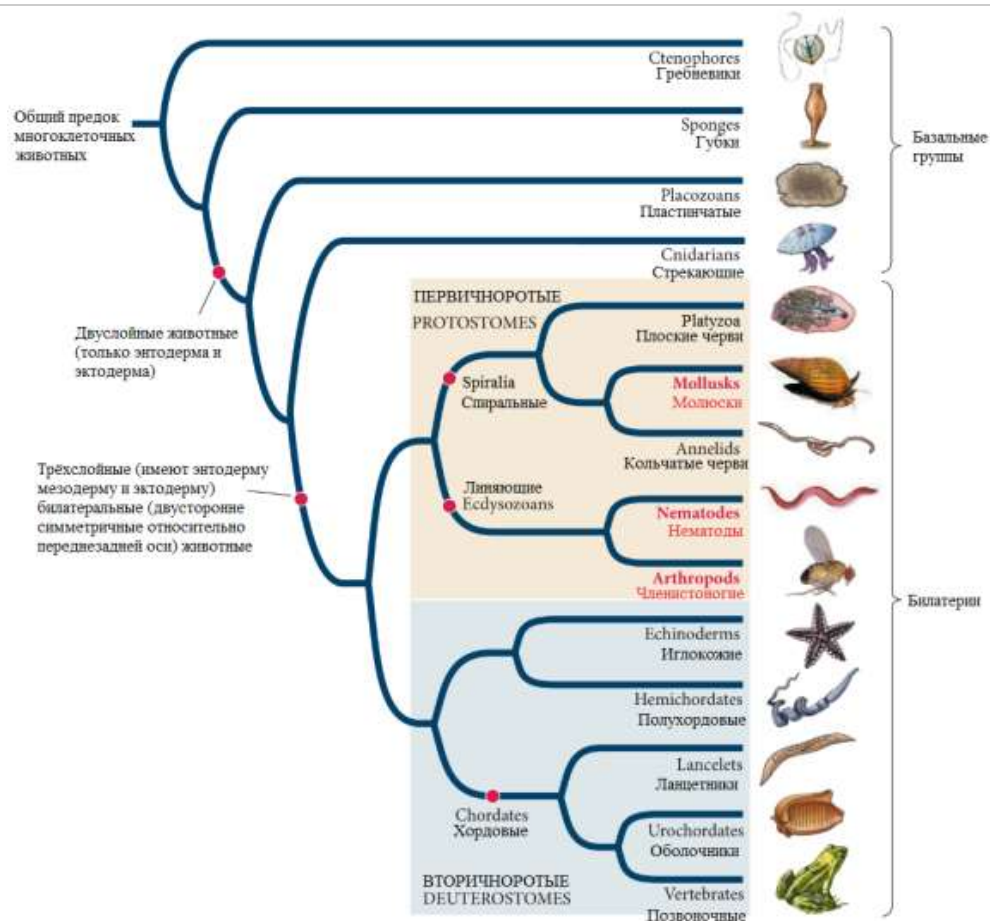 Ctenophores
Гребневики
Общий предок
многоклеточных
животных
Sponges
Губки
Базальные
группы
Placozoans
Пластинчатые
Cnidarians
Стрекающие
ПЕРВИЧНОРОТЫЕ
PROTOSTOMES
Двуслойные животные
(только энтодерма и
эктодерма)
Platyzoa
Плоские черви
Spiralia
Спиральные
Mollusks
Молюски
Annelids
Кольчатые черви
Трёхслойные (имеют энтодерму
мезодерму и эктодерму)
билатеральные (двусторонне
симметричные относительно
переднезадней оси) животные
Линяющие
Ecdysozoans
Nematodes
Нематоды
Arthropods
Членистоногие
Билатерии
Echinoderms
Иглокожие
Hemichordates
Полухордовые
Lancelets
Ланцетники
Chordates
Хордовые
Urochordates
Оболочники
ВТОРИЧНОРОТЫЕ
DEUTEROSTOMES
Vertebrates
Позвоночные